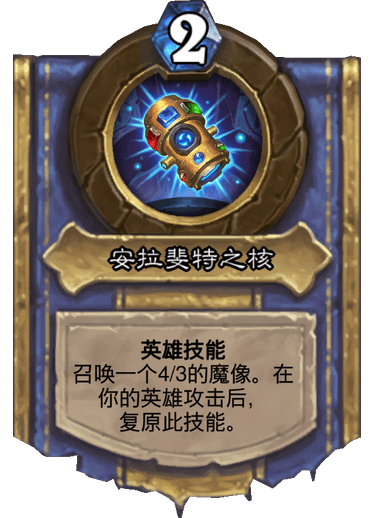 2
安拉斐特之核
英雄技能
召唤一个4/3的魔像。在
你的英雄攻击后，
复原此技能。